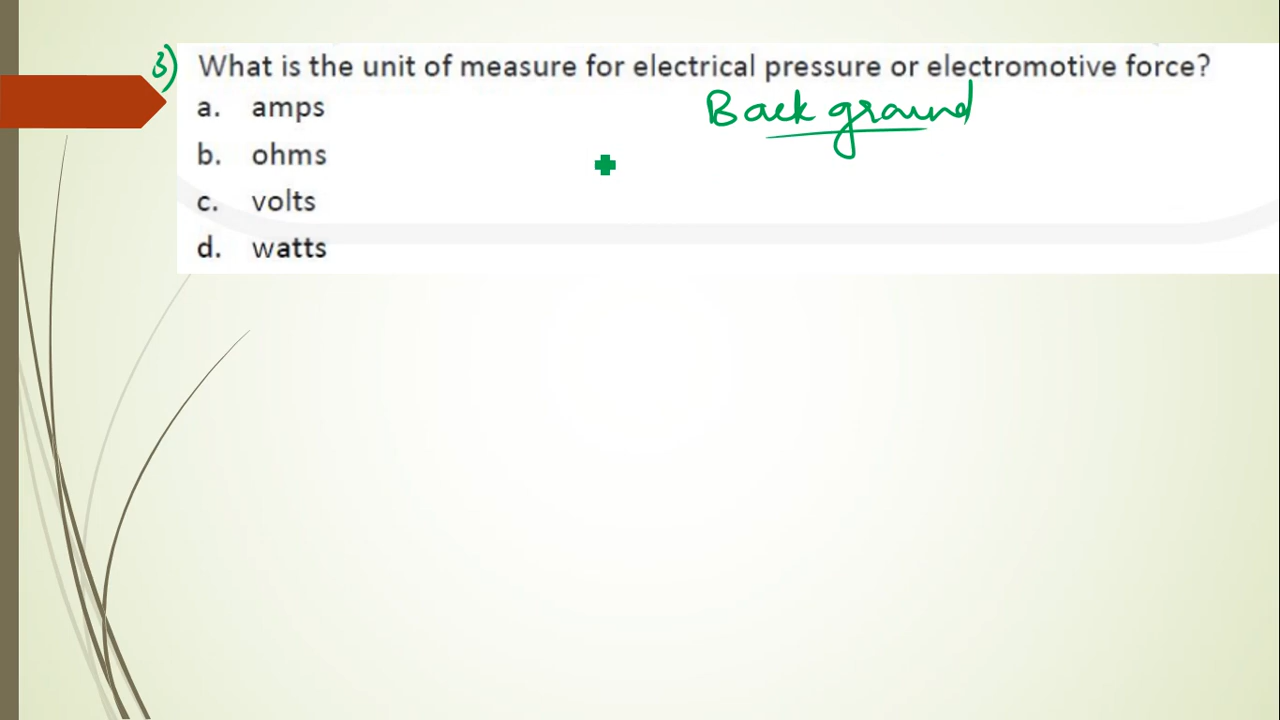 3) What is the unit of measure for electrical pressure or electromotive force?
a. amps
Back ground
b. ohms
c. volts
d. watts